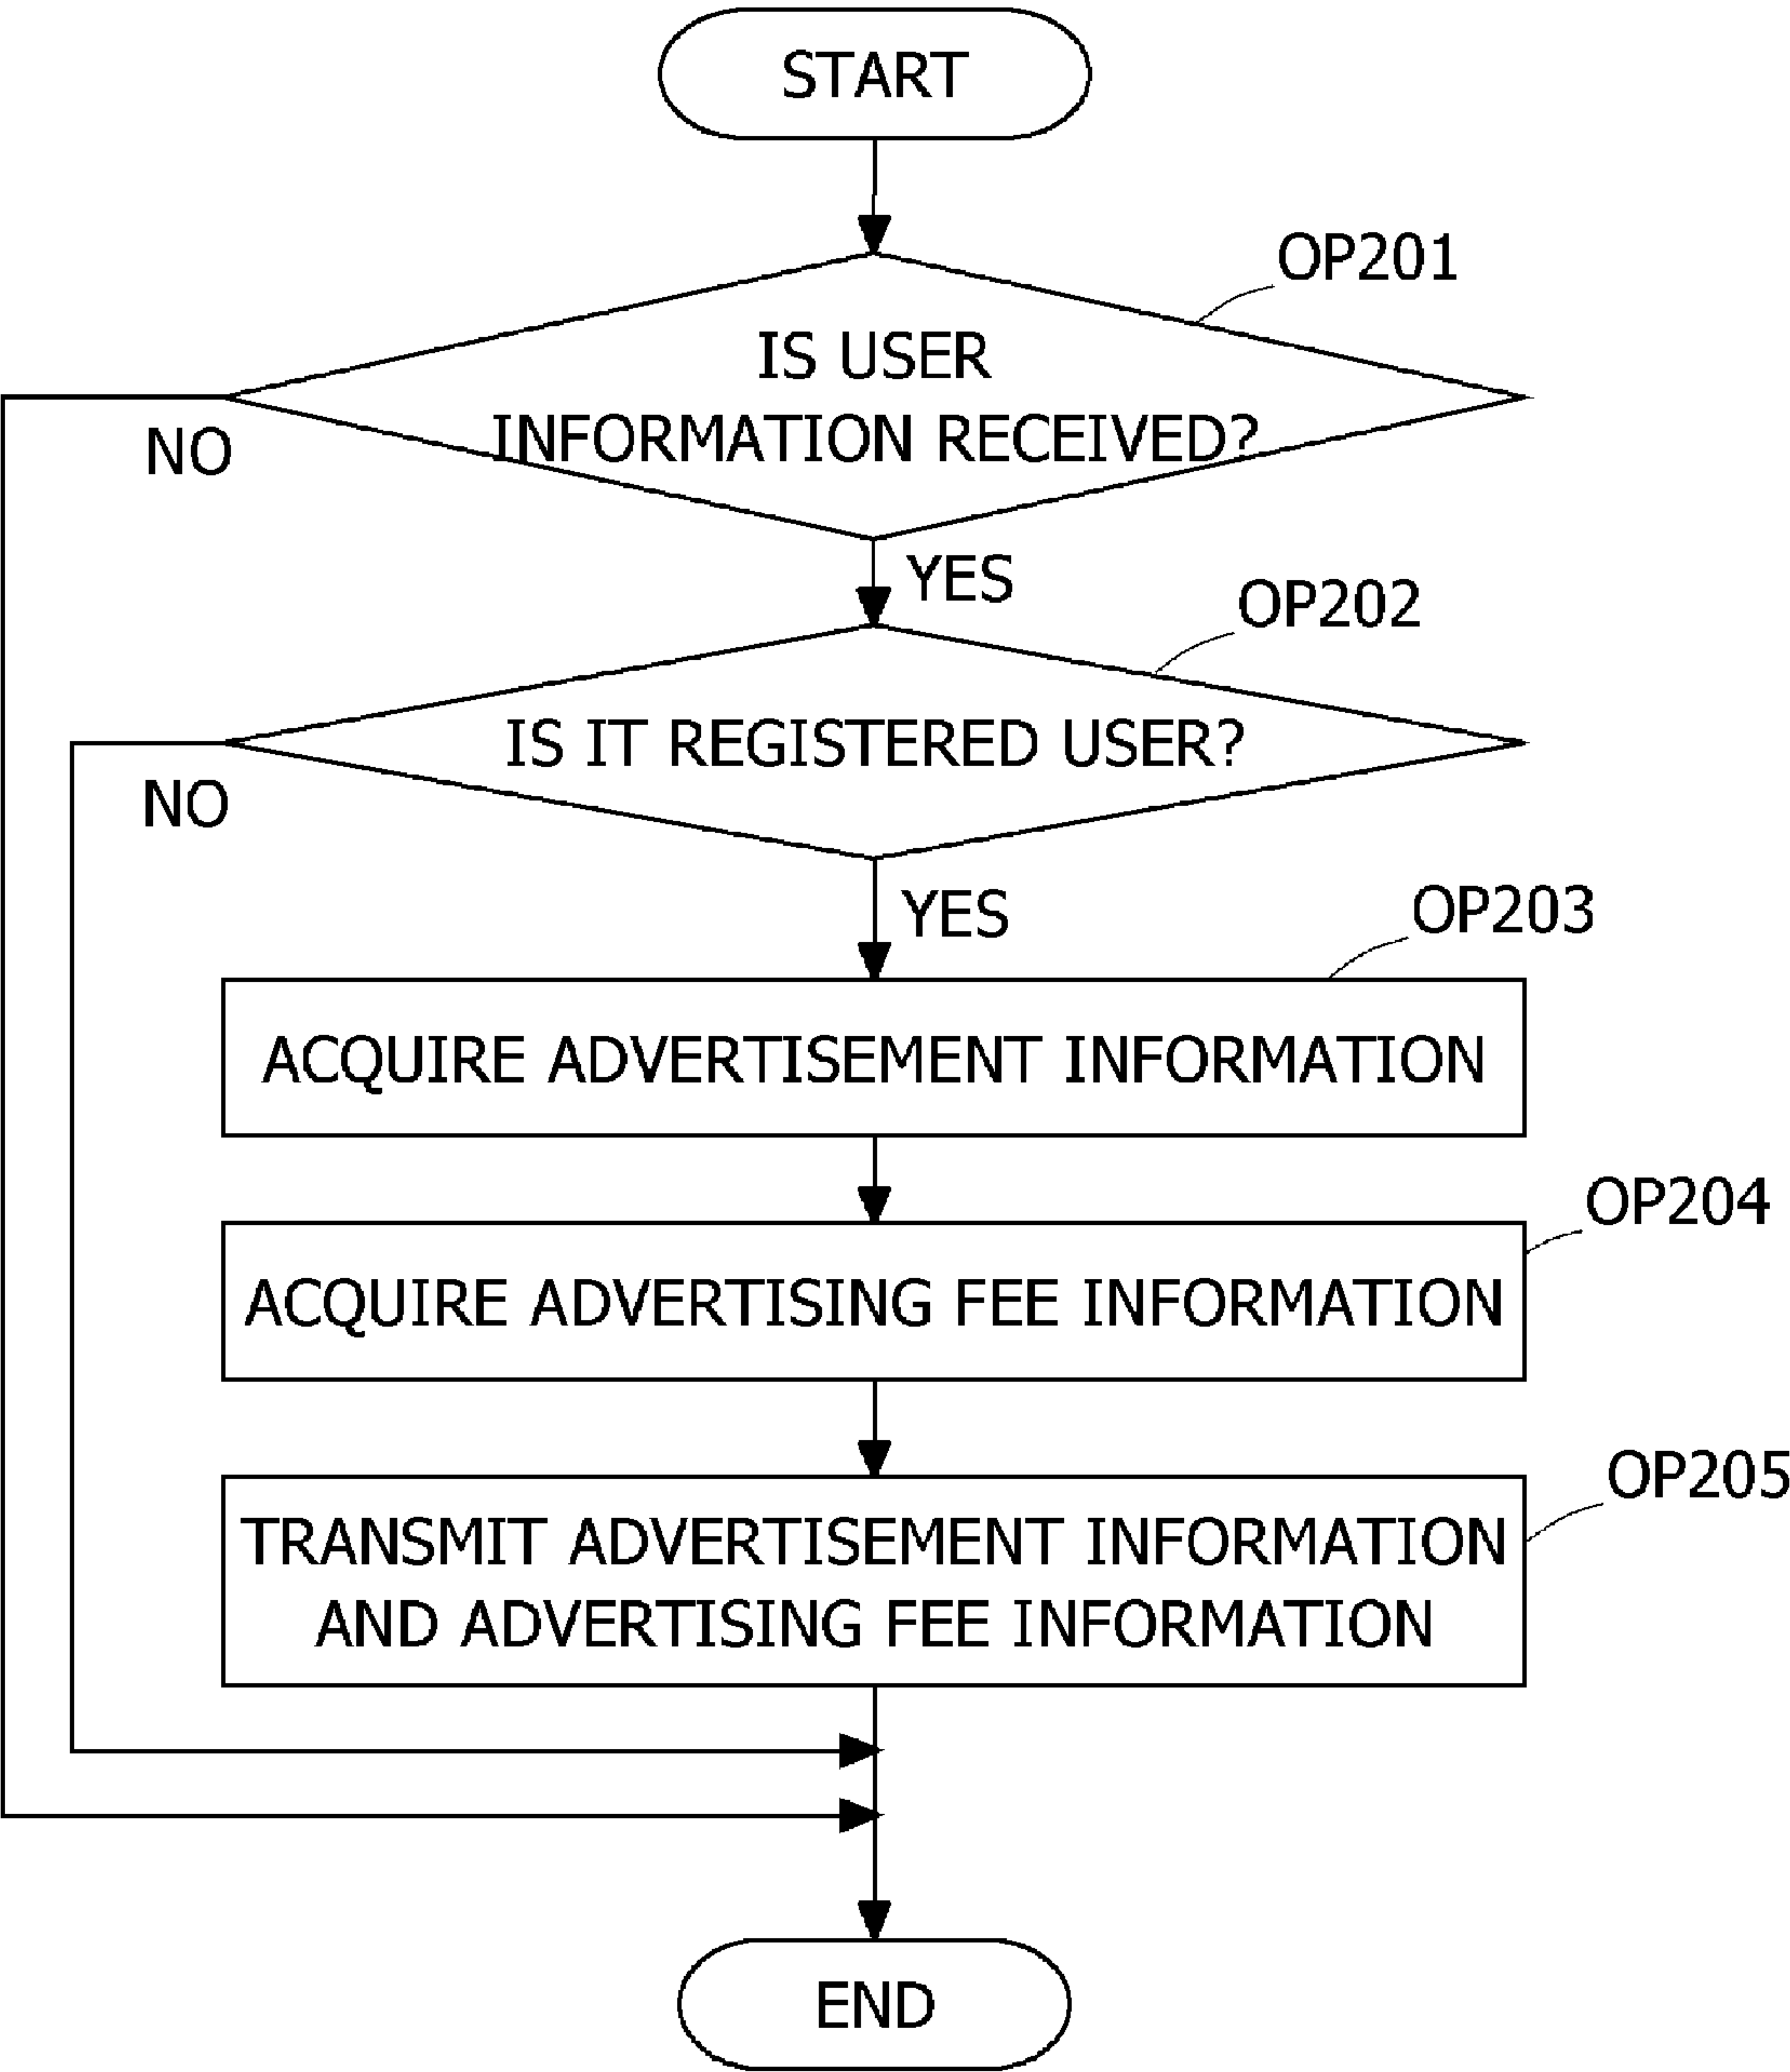 START
OP201
IS USER
INFORMATION RECEIVED?
NO
YES
OP202
IS IT REGISTERED USER?
NO
YES
OP203
ACQUIRE ADVERTISEMENT INFORMATION
OP204
ACQUIRE ADVERTISING FEE INFORMATION
OP205
TRANSMIT ADVERTISEMENT INFORMATION
AND ADVERTISING FEE INFORMATION
END